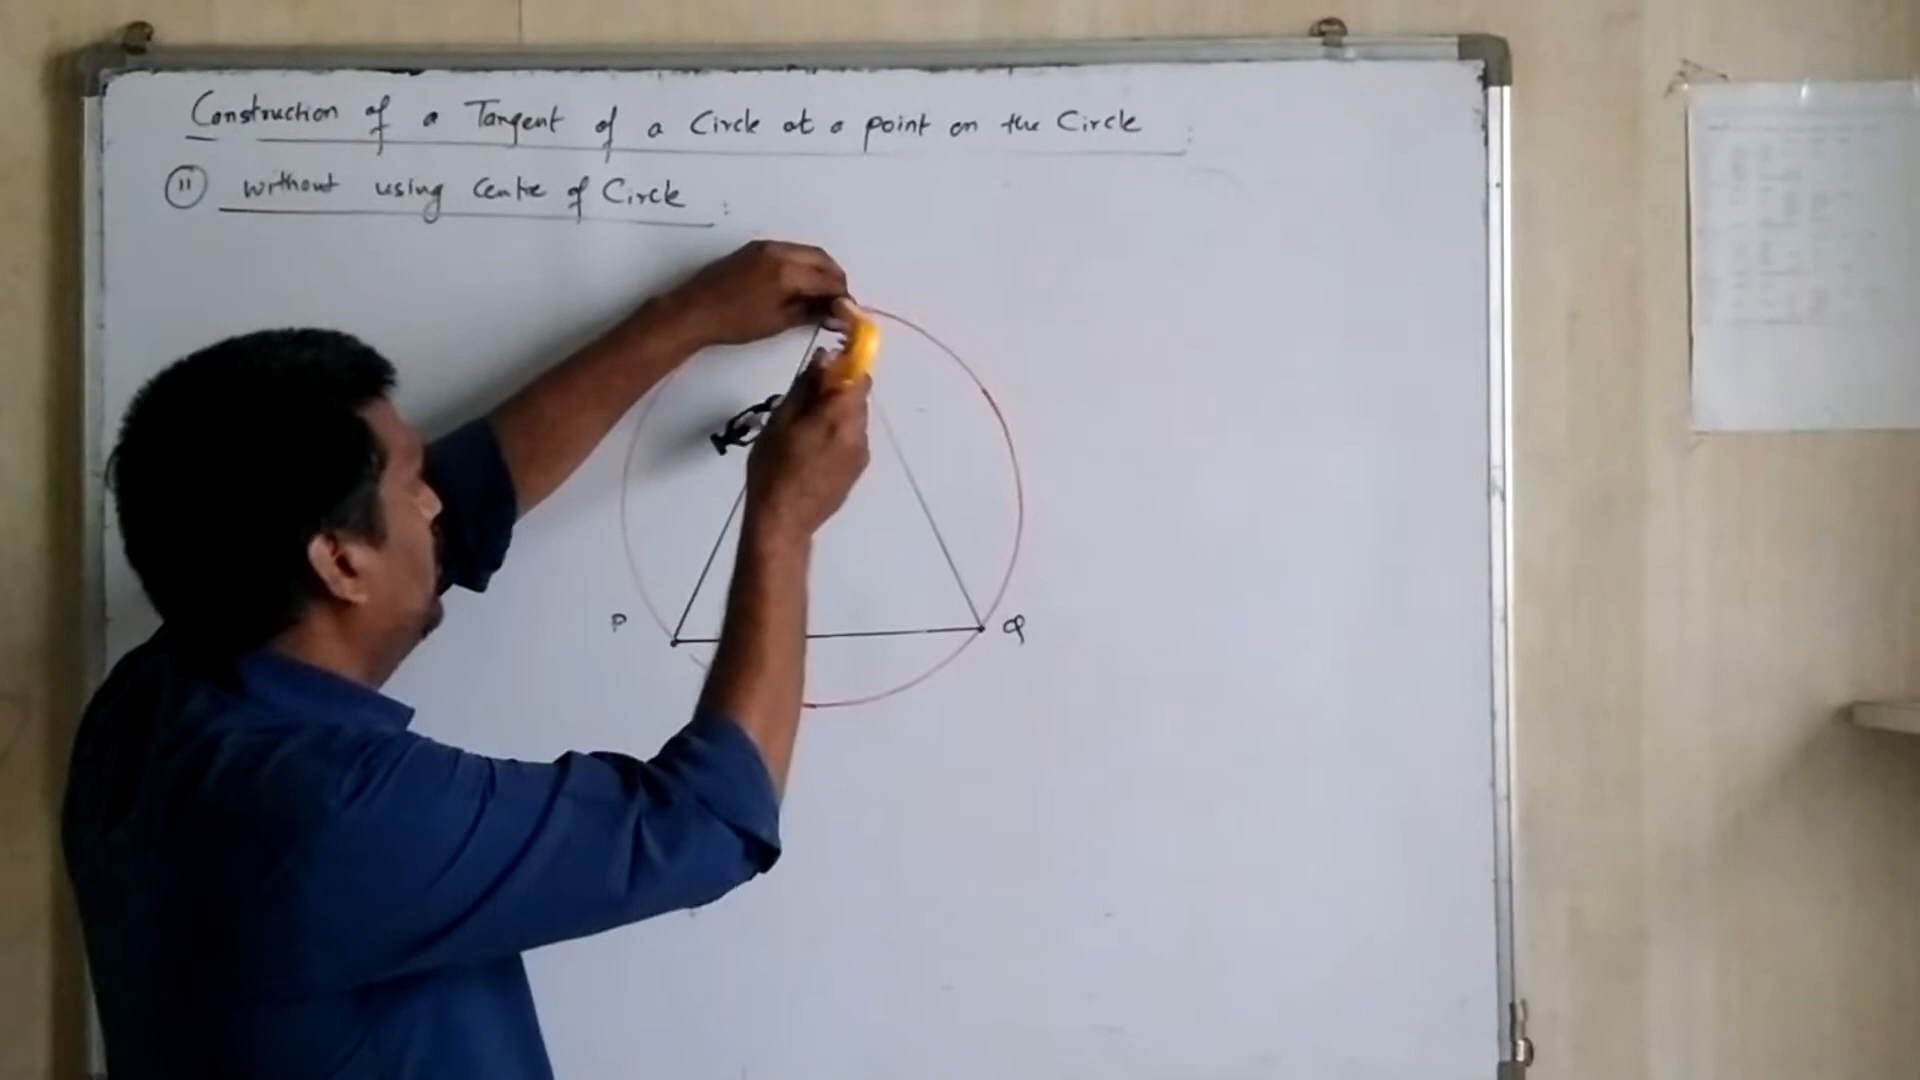 Construction of a Tangent of a Circle at a point on the Circle :
(ii) without using Centre of Circle :
P
Q